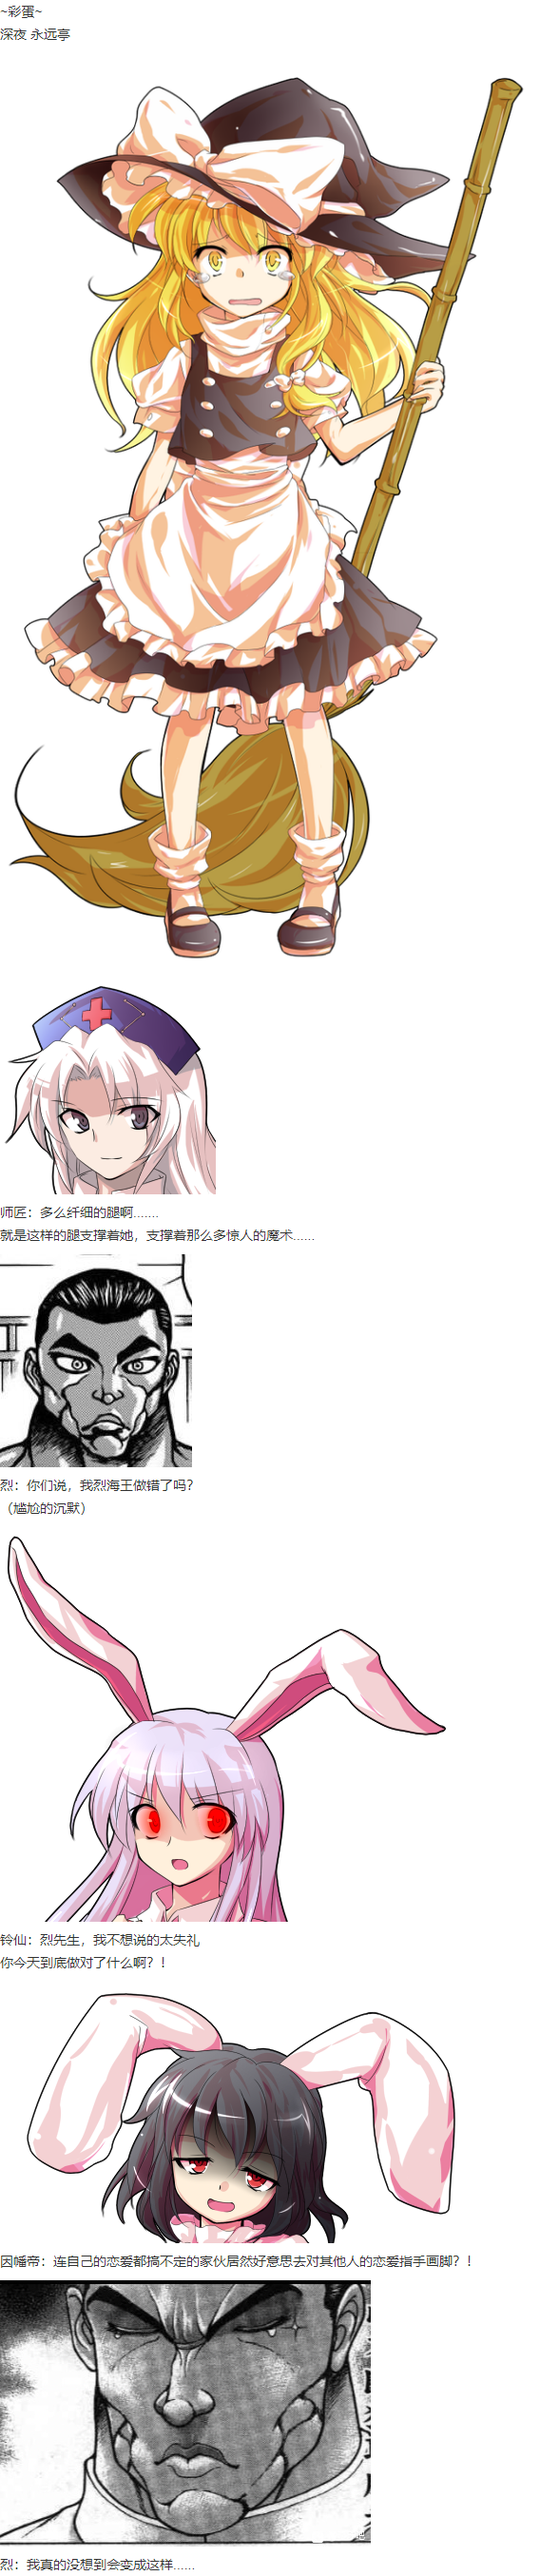 ~彩蛋~
深夜 永远亭
师匠：多么纤细的腿啊.......
就是这样的腿支撑着她，支撑着那么多惊人的魔术......
烈：你们说，我烈海王做错了吗？
（尴尬的沉默）
铃仙：烈先生，我不想说的太失礼
你今天到底做对了什么啊？！
因幡帝：连自己的恋爱都搞不定的家伙居然好意思去对其他人的恋爱指手画脚？！
烈：我真的没想到会变成这样......